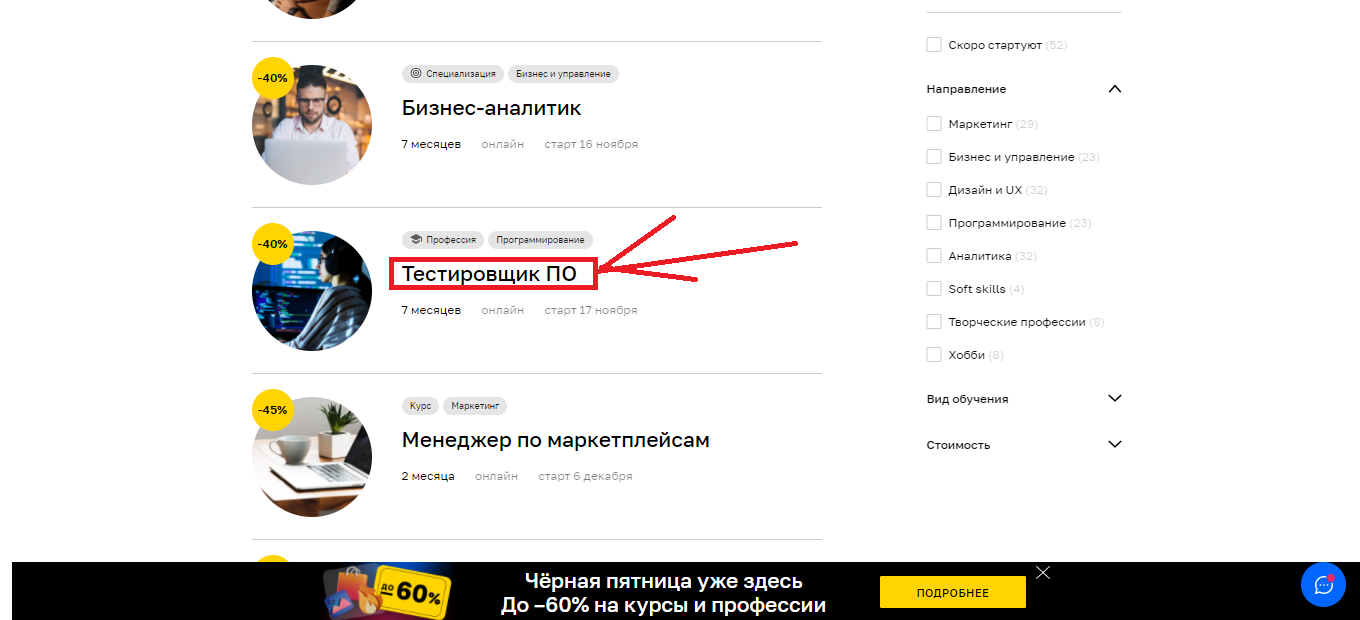 -40%
Специализация Бизнес и управление
Бизнес-аналитик
7 месяцев онлайн старт 16 ноября
-40%
Профессия Программирование
Тестировщик ПО
7 месяцев онлайн старт 17 ноября
-45%
Курс Маркетинг
Менеджер по маркетплейсам
2 месяца онлайн старт 6 декабря
Скоро стартуют (52)
Направление
Маркетинг (29)
Бизнес и управление (23)
Дизайн и UX (32)
Программирование (23)
Аналитика (32)
Soft skills (4)
Творческие профессии (8)
Хобби (8)
Вид обучения
Стоимость
до 60%
Чёрная пятница уже здесь
До –60% на курсы и профессии
ПОДРОБНЕЕ